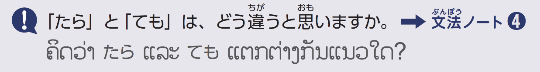 「たら」と「ても」は、どう違うと思いますか。➡文法ノート❹
ຄິດວ່າ たら ແລະ ても ແຕກຕ່າງກັນແນວໃດ?